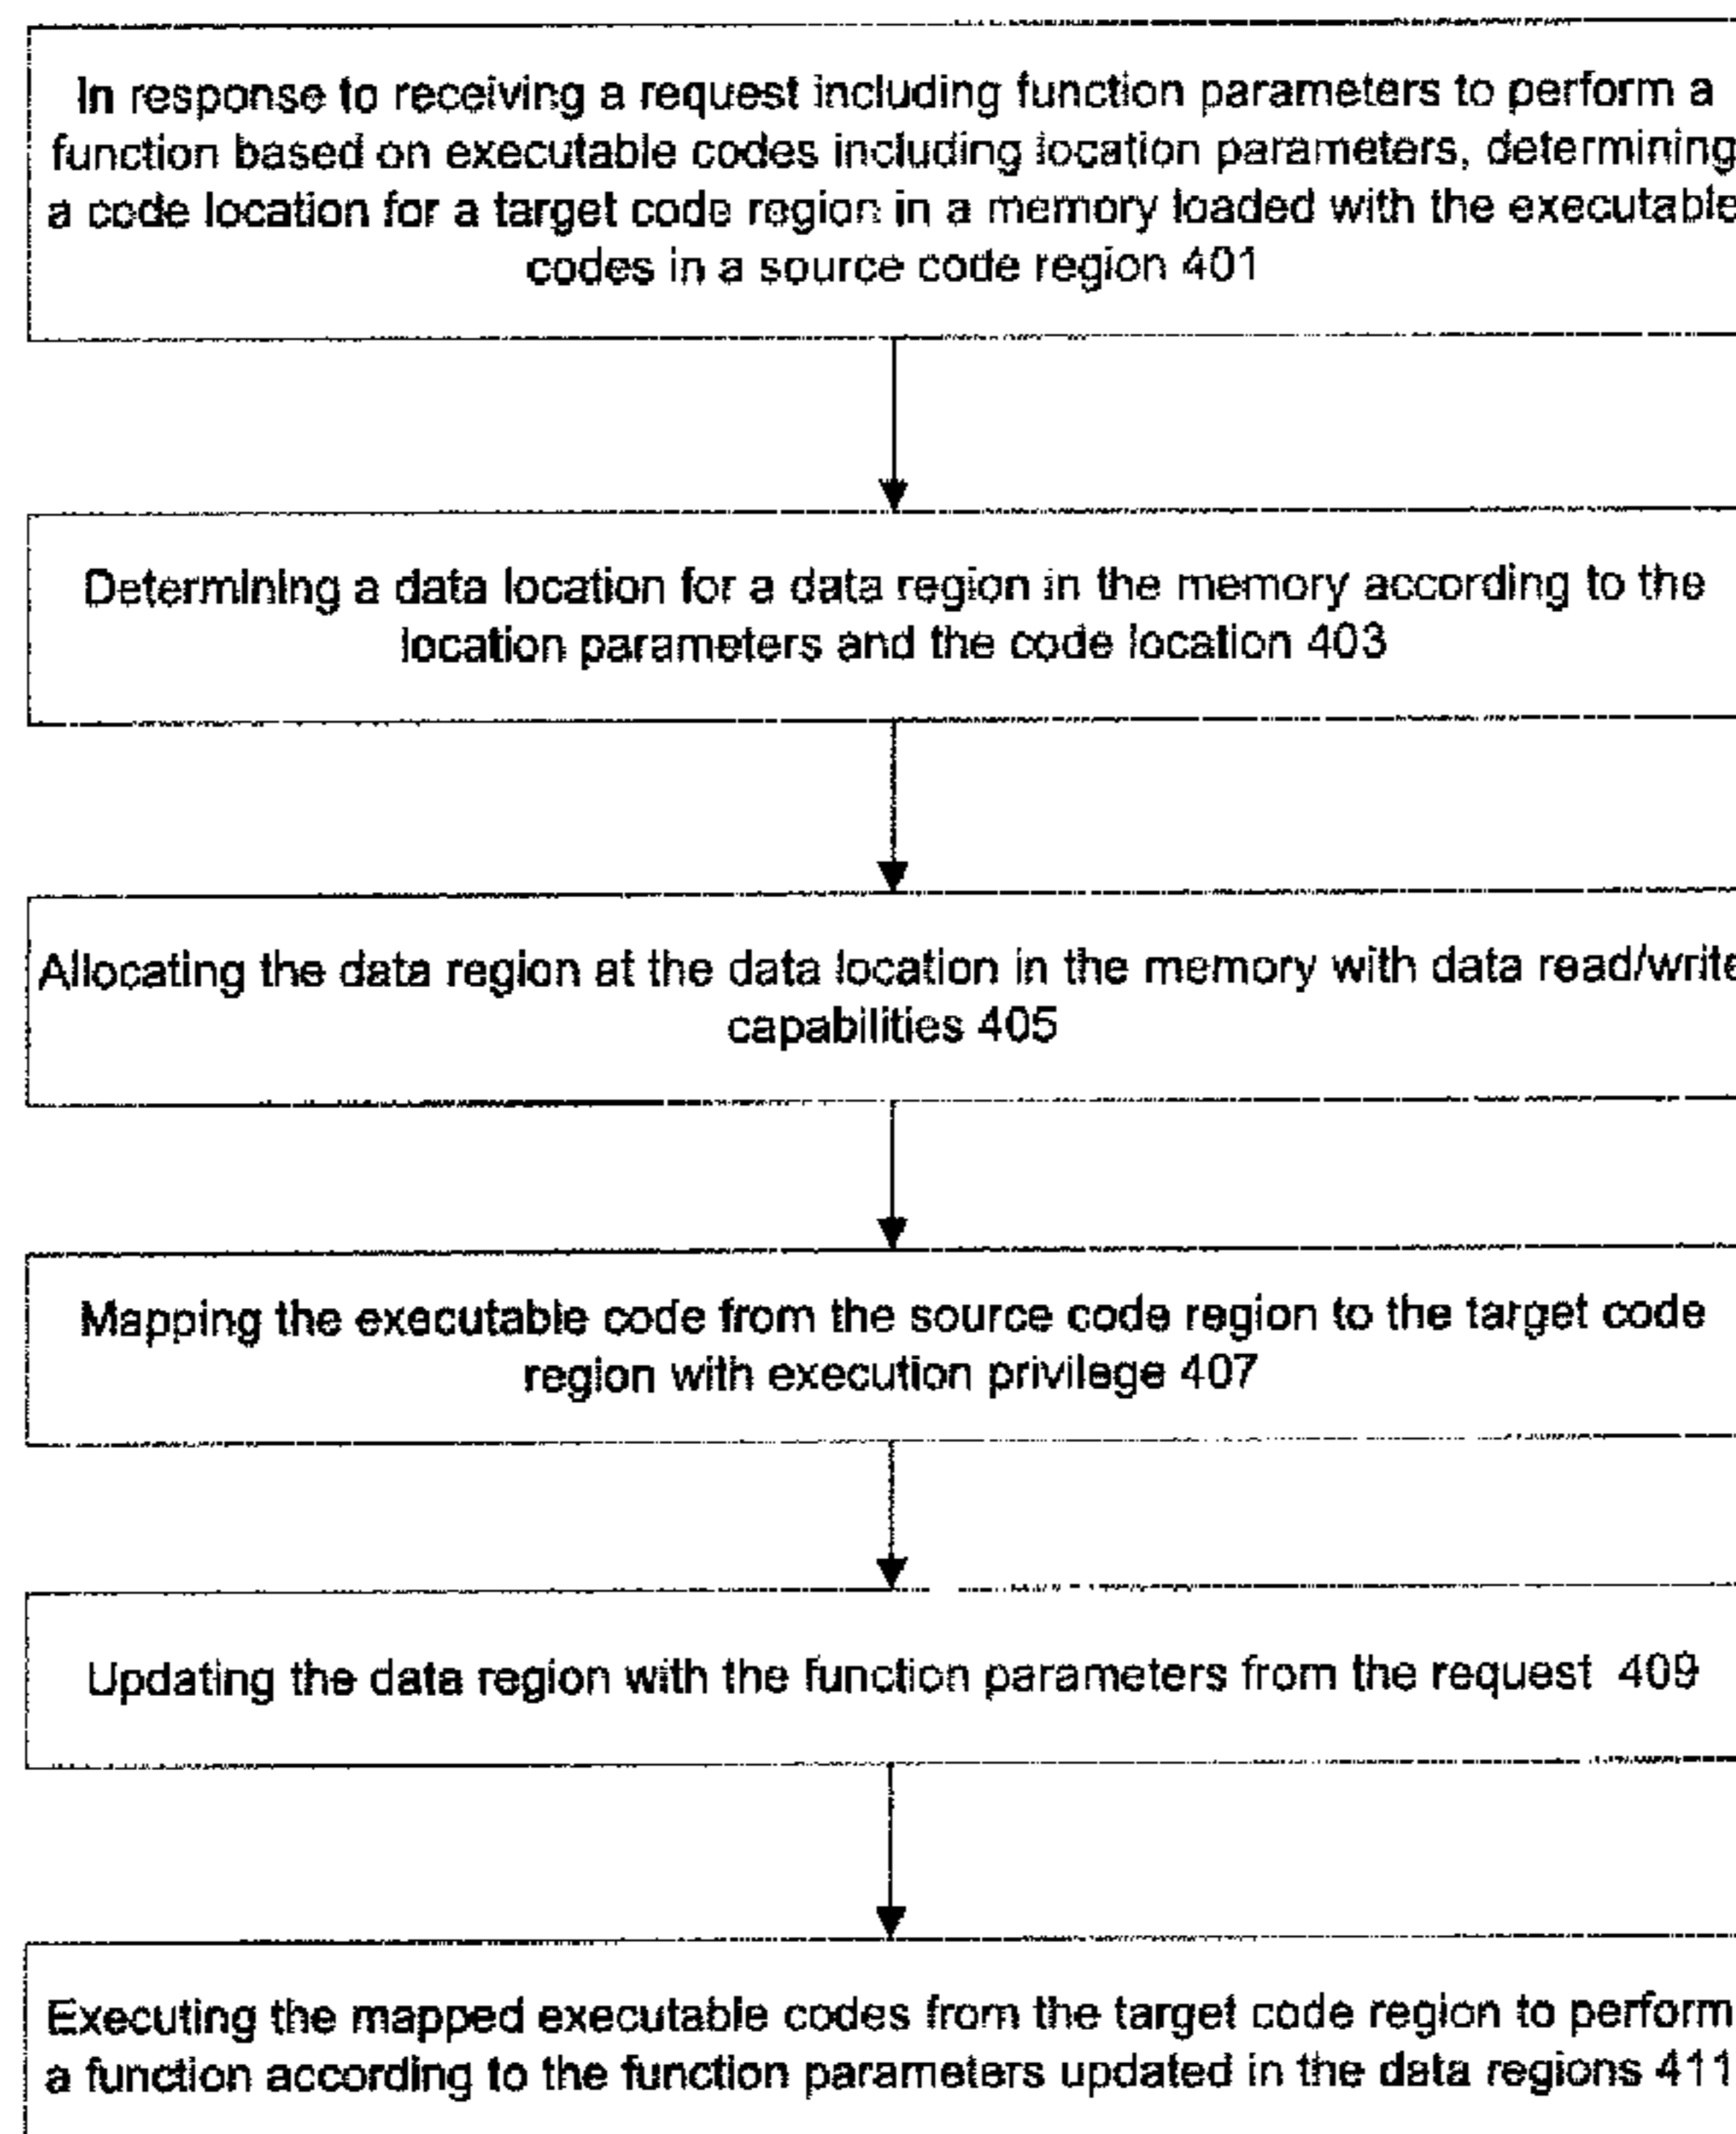 In response to receiving a request including function parameters to perform a
function based on executable codes including location parameters, determining
a code location for a target code region in a memory loaded with the executable
codes in a source code region 401
Determining a data location for a data region in the memory according to the
location parameters and the code location 403
Allocating the data region at the data location in the memory with data read/write
capabilities 405
Mapping the executable code from the source code region to the target code
region with execution privilege 407
Updating the data region with the function parameters from the request 409
Executing the mapped executable codes from the target code region to perform
a function according to the function parameters updated in the data regions 411